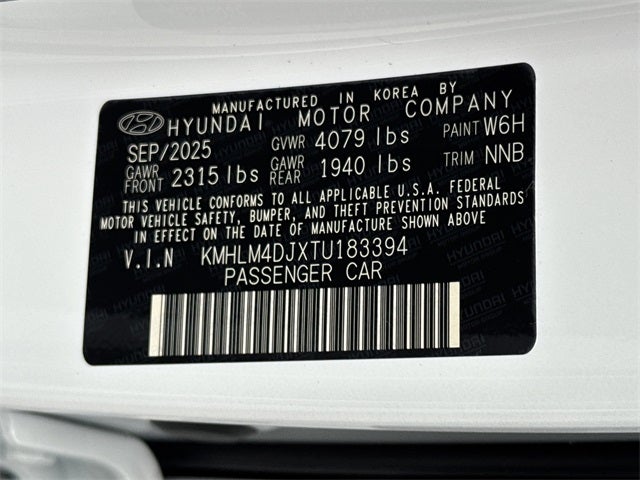 MANUFACTURED IN KOREA BY
HYUNDAI MOTOR COMPANY
SEP/2025 GVWR 4079 lbs PAINT W6H
GAWR FRONT 2315 lbs GAWR REAR 1940 lbs TRIM NNB
THIS VEHICLE CONFORMS TO ALL APPLICABLE U.S.A. FEDERAL
MOTOR VEHICLE SAFETY, BUMPER, AND THEFT PREVENTION STANDARDS
IN EFFECT ON THE DATE OF MANUFACTURE SHOWN ABOVE
V.I.N KMHLM4DJXTU183394
PASSENGER CAR